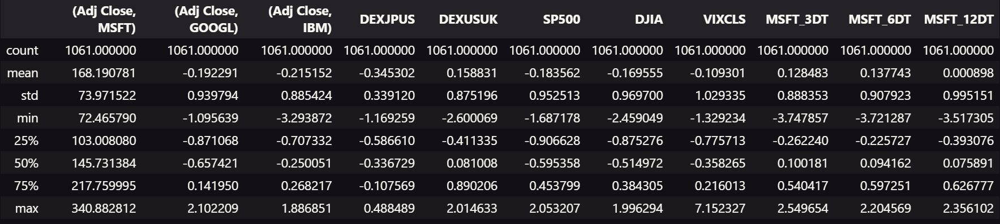 (Adj Close, MSFT) (Adj Close, GOOGL) (Adj Close, IBM) DEXJPUS DEXUSUK SP500 DJIA VIXCLS MSFT_3DT MSFT_6DT MSFT_12DT
count 1061.000000 1061.000000 1061.000000 1061.000000 1061.000000 1061.000000 1061.000000 1061.000000 1061.000000 1061.000000 1061.000000
mean 168.190781 -0.192291 -0.215152 -0.345302 0.158831 -0.183562 -0.169555 -0.109301 0.128483 0.137743 0.000898
std 73.971522 0.939794 0.885424 0.339120 0.875196 0.952513 0.969700 1.029335 0.888353 0.907923 0.995151
min 72.465790 -1.095639 -3.293872 -1.169259 -2.600069 -1.687178 -2.459049 -1.329234 -3.747857 -3.721287 -3.517305
25% 103.008080 -0.871068 -0.707332 -0.586610 -0.411335 -0.906628 -0.875276 -0.775713 -0.262240 -0.225727 -0.393076
50% 145.731384 -0.657421 -0.250051 -0.336729 0.081008 -0.595358 -0.514972 -0.358265 0.100181 0.094162 0.075891
75% 217.759995 0.141950 0.268217 -0.107569 0.890206 0.453799 0.384305 0.216013 0.540417 0.597251 0.626777
max 340.882812 2.102209 1.886851 0.488489 2.014633 2.053207 1.996294 7.152327 2.549654 2.204569 2.356102